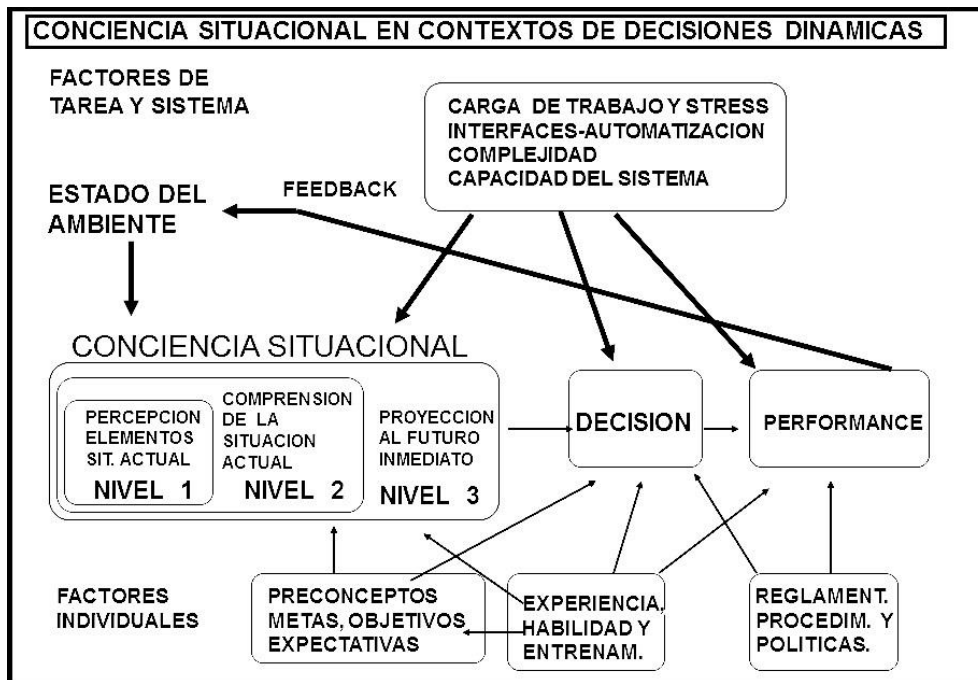 CONCIENCIA SITUACIONAL EN CONTEXTOS DE DECISIONES DINAMICAS
FACTORES DE
TAREA Y SISTEMA
CARGA DE TRABAJO Y STRESS
INTERFACES-AUTOMATIZACION
COMPLEJIDAD
CAPACIDAD DEL SISTEMA
FEEDBACK
ESTADO DEL
AMBIENTE
CONCIENCIA SITUACIONAL
PERCEPCION
ELEMENTOS
SIT. ACTUAL
NIVEL 1
COMPRENSION
DE LA
SITUACION
ACTUAL
NIVEL 2
PROYECCION
AL FUTURO
INMEDIATO
NIVEL 3
DECISION
PERFORMANCE
FACTORES
INDIVIDUALES
PRECONCEPTOS
METAS, OBJETIVOS
EXPECTATIVAS
EXPERIENCIA,
HABILIDAD Y
ENTRENAM.
REGLAMENT.
PROCEDIM. Y
POLITICAS.